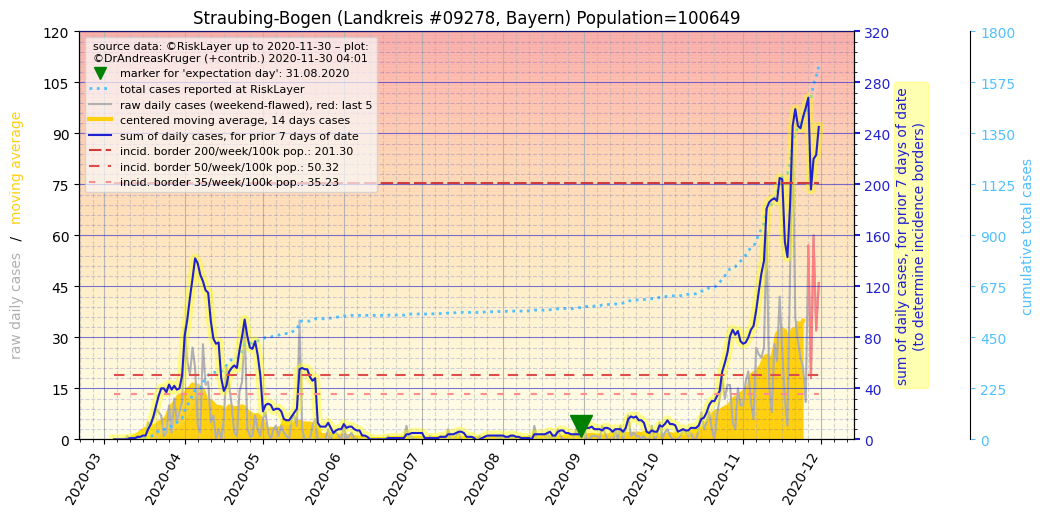 Straubing-Bogen (Landkreis #09278, Bayern) Population=100649
source data: ©RiskLayer up to 2020-11-30 – plot:
©DrAndreasKruger (+contrib.) 2020-11-30 04:01
marker for 'expectation day': 31.08.2020
total cases reported at RiskLayer
raw daily cases (weekend-flawed), red: last 5
centered moving average, 14 days cases
sum of daily cases, for prior 7 days of date
incid. border 200/week/100k pop.: 201.30
incid. border 50/week/100k pop.: 50.32
incid. border 35/week/100k pop.: 35.23
raw daily cases / moving average
120
105
90
75
60
45
30
15
0
2020-03
2020-04
2020-05
2020-06
2020-07
2020-08
2020-09
2020-10
2020-11
2020-12
320
280
240
200
160
120
80
40
0
sum of daily cases, for prior 7 days of date
(to determine incidence borders)
1800
1575
1350
1125
900
675
450
225
0
cumulative total cases